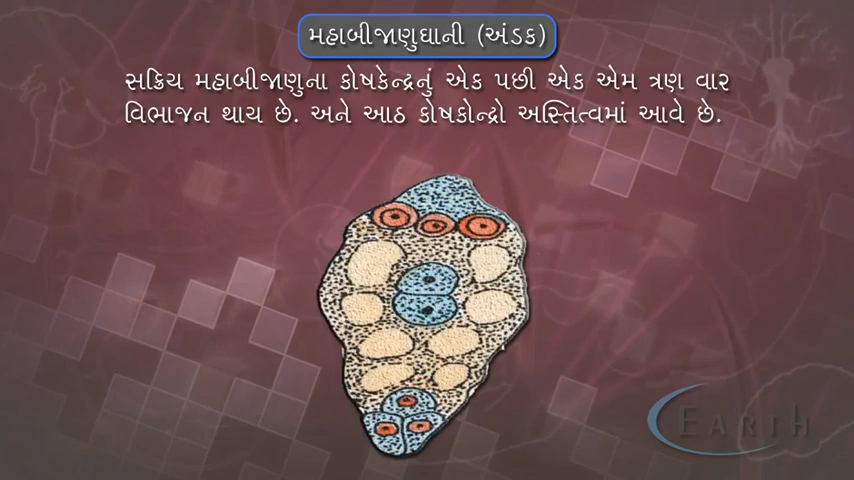 મહાબીજાણુધાની (અંડક)
સક્રિય મહાબીજાણુના કોષકેન્દ્રનું એક પછી એક એમ ત્રણ વાર
વિભાજન થાય છે. અને આઠ કોષકોન્દ્રો અસ્તિત્વમાં આવે છે.
EARTH